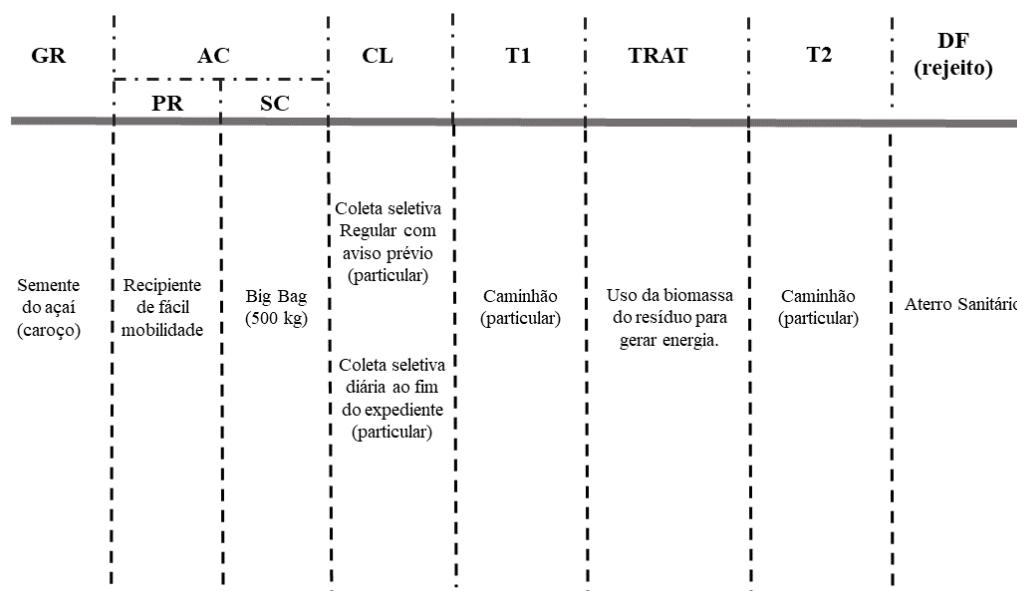 GR
AC
PR
SC
CL
T1
TRAT
T2
DF
(rejeito)
Semente
do açaí
(caroço)
Recipiente
de fácil
mobilidade
Big Bag
(500 kg)
Coleta seletiva
Regular com
aviso prévio
(particular)
Coleta seletiva
diária ao fim
do expediente
(particular)
Caminhão
(particular)
Uso da biomassa
do resíduo para
gerar energia.
Caminhão
(particular)
Aterro Sanitário